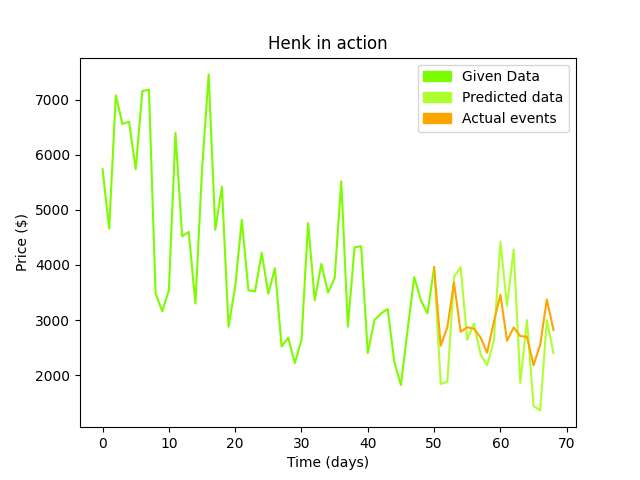 Henk in action
Given Data
Predicted data
Actual events
Price ($)
7000
6000
5000
4000
3000
2000
0 10 20 30 40 50 60 70
Time (days)